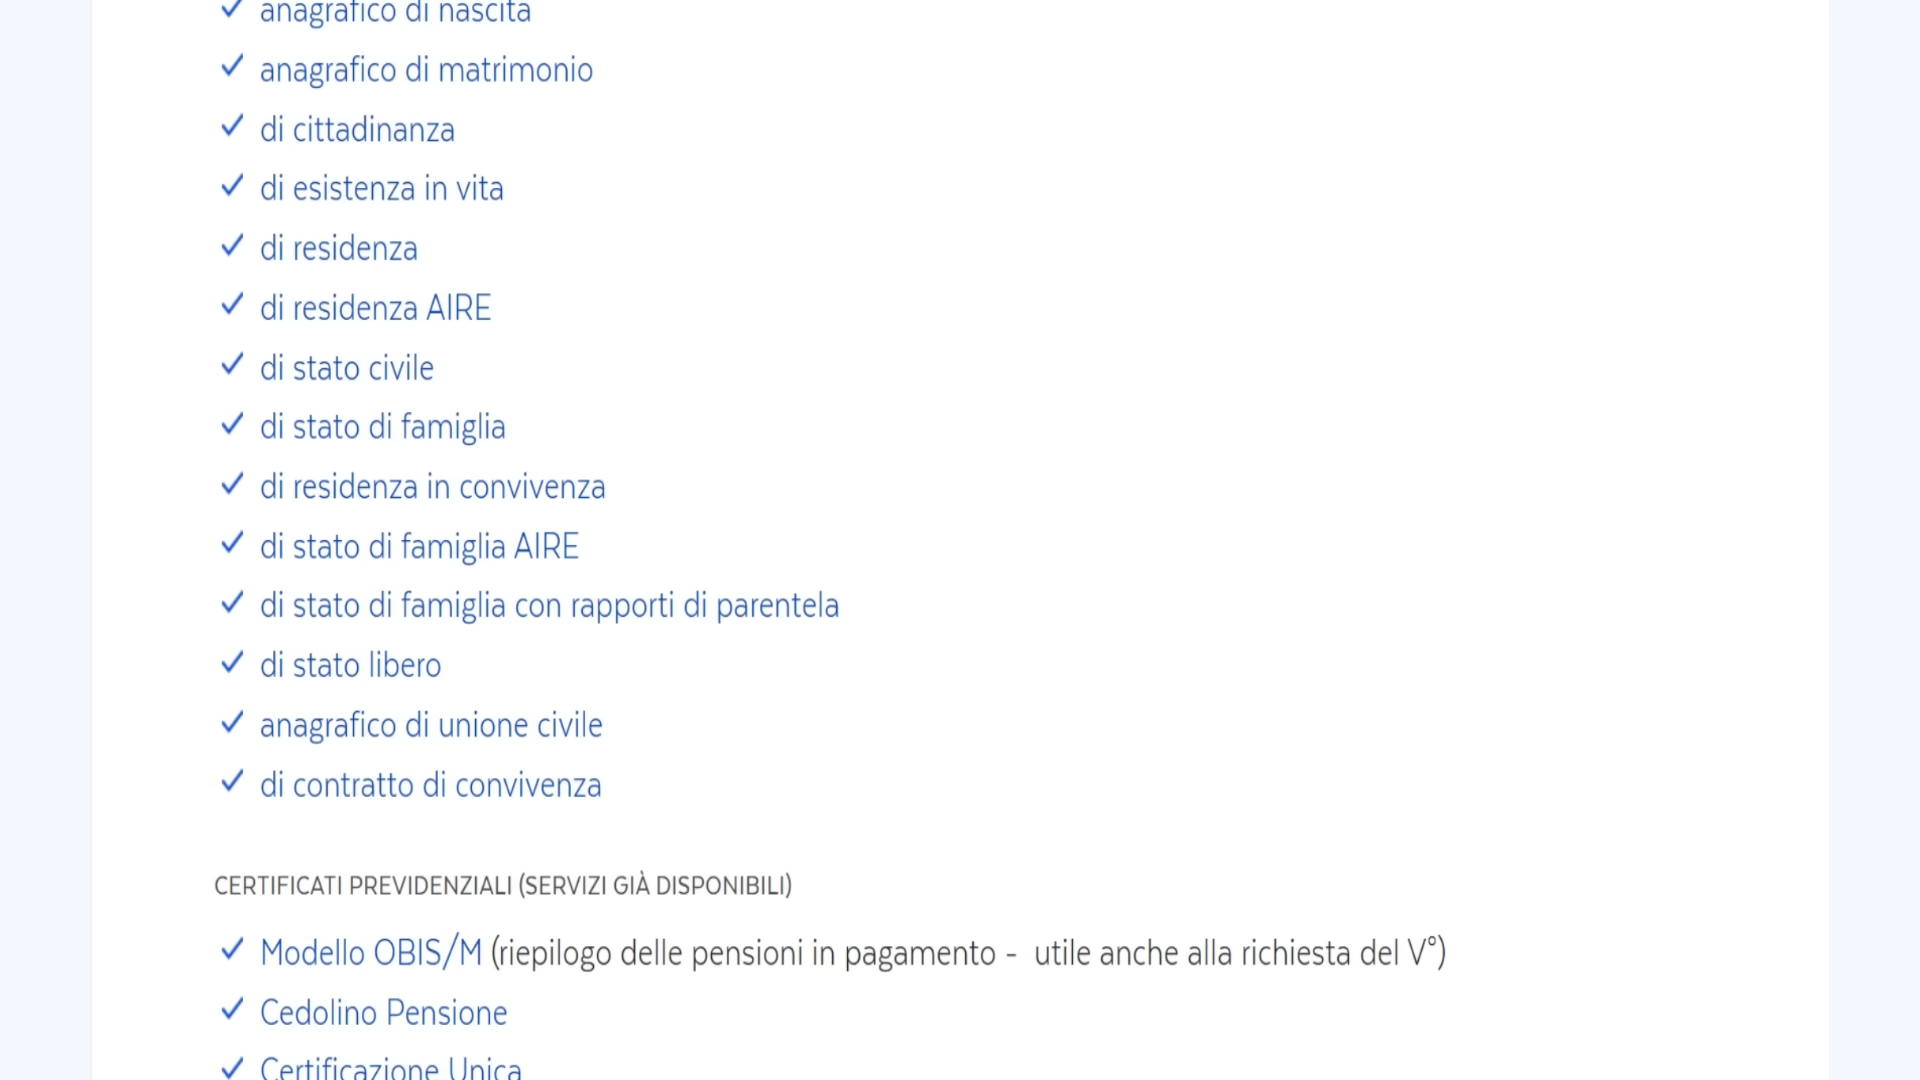 anagrafico di nascita
anagrafico di matrimonio
di cittadinanza
di esistenza in vita
di residenza
di residenza AIRE
di stato civile
di stato di famiglia
di residenza in convivenza
di stato di famiglia AIRE
di stato di famiglia con rapporti di parentela
di stato libero
anagrafico di unione civile
di contratto di convivenza
CERTIFICATI PREVIDENZIALI (SERVIZI GIÀ DISPONIBILI)
Modello OBIS/M (riepilogo delle pensioni in pagamento - utile anche alla richiesta del V°)
Cedolino Pensione
Certificazione Unica